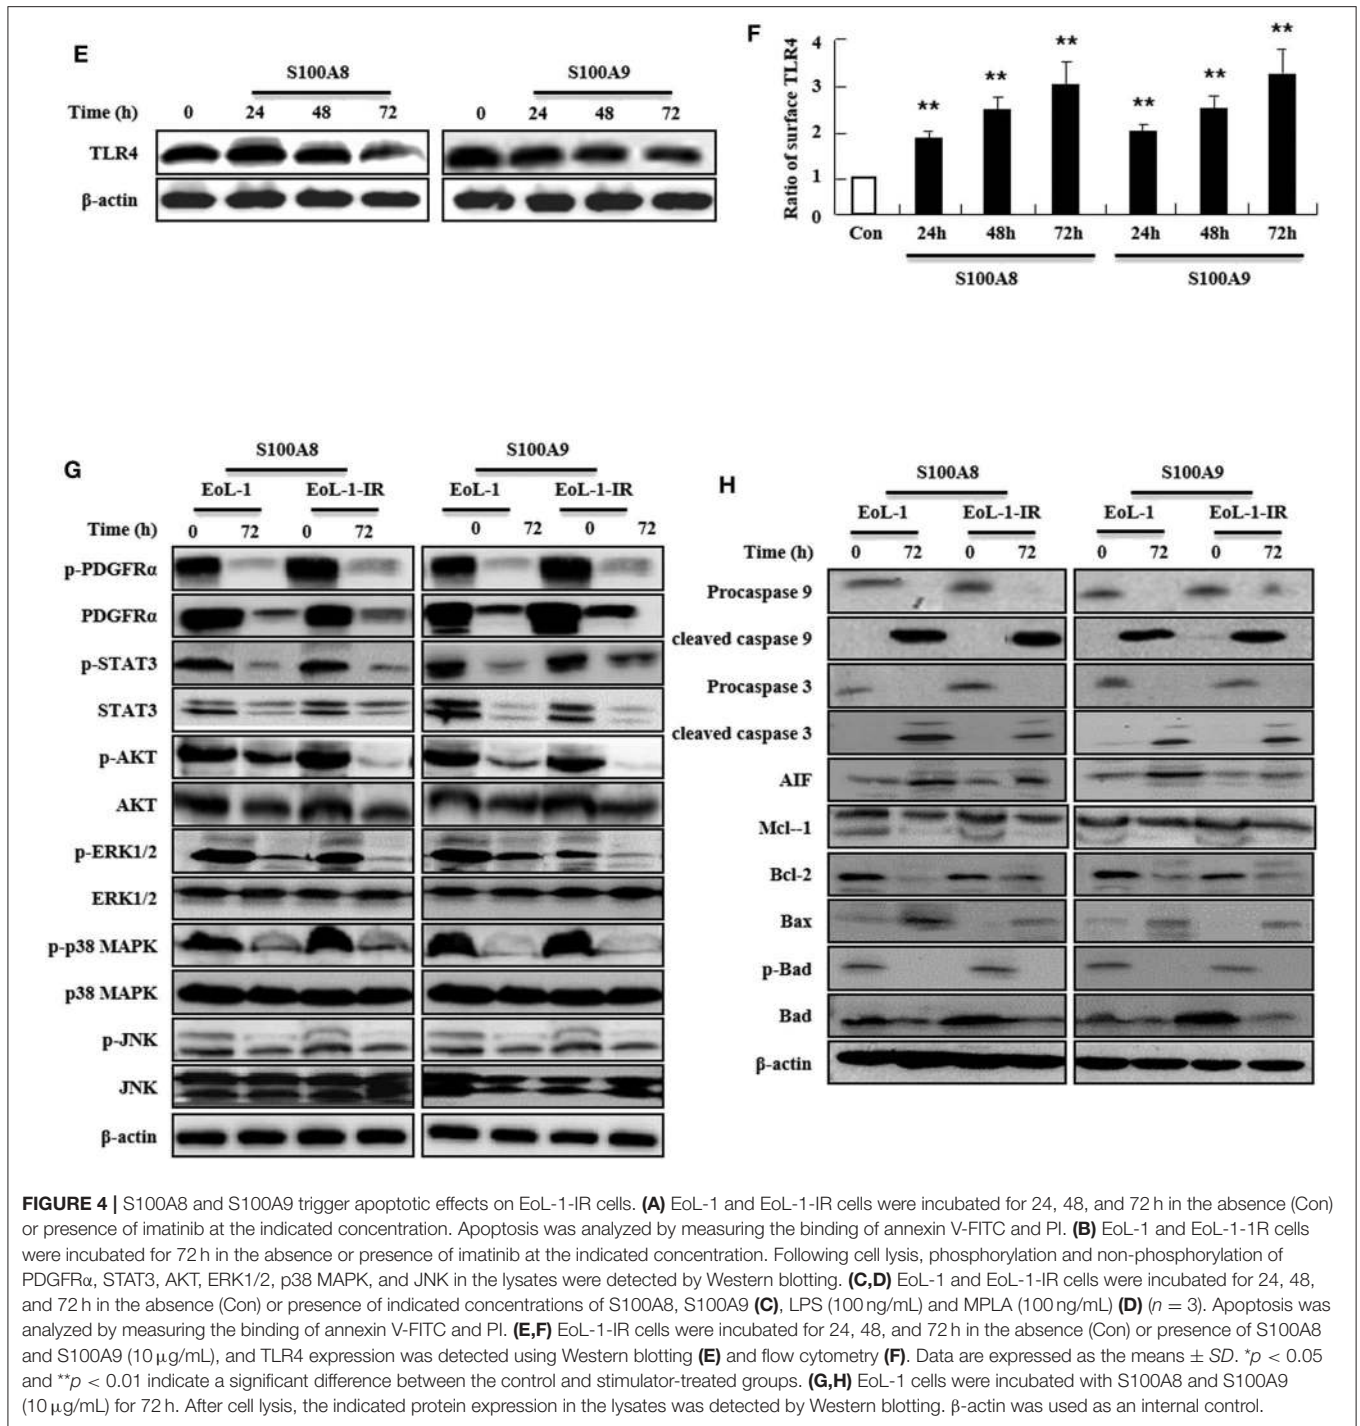 E
S100A8 S100A9
Time (h) 0 24 48 72 0 24 48 72
TLR4
β-actin
F
Ratio of surface TLR4
4
3
2
1
0
** ** ** ** ** **
Con 24h 48h 72h 24h 48h 72h
S100A8 S100A9
G
S100A8 S100A9
EoL-1 EoL-1-IR EoL-1 EoL-1-IR
Time (h) 0 72 0 72 0 72 0 72
p-PDGFRα
PDGFRα
p-STAT3
STAT3
p-AKT
AKT
p-ERK1/2
ERK1/2
p-p38 MAPK
p38 MAPK
p-JNK
JNK
β-actin
H
S100A8 S100A9
EoL-1 EoL-1-IR EoL-1 EoL-1-IR
Time (h) 0 72 0 72 0 72 0 72
Procaspase 9
cleaved caspase 9
Procaspase 3
cleaved caspase 3
AIF
Mcl--1
Bcl-2
Bax
p-Bad
Bad
β-actin
FIGURE 4 | S100A8 and S100A9 trigger apoptotic effects on EoL-1-IR cells. (A) EoL-1 and EoL-1-IR cells were incubated for 24, 48, and 72 h in the absence (Con)
or presence of imatinib at the indicated concentration. Apoptosis was analyzed by measuring the binding of annexin V-FITC and PI. (B) EoL-1 and EoL-1-1R cells
were incubated for 72 h in the absence or presence of imatinib at the indicated concentration. Following cell lysis, phosphorylation and non-phosphorylation of
PDGFRα, STAT3, AKT, ERK1/2, p38 MAPK, and JNK in the lysates were detected by Western blotting. (C,D) EoL-1 and EoL-1-IR cells were incubated for 24, 48,
and 72 h in the absence (Con) or presence of indicated concentrations of S100A8, S100A9 (C), LPS (100 ng/mL) and MPLA (100 ng/mL) (D) (n = 3). Apoptosis was
analyzed by measuring the binding of annexin V-FITC and PI. (E,F) EoL-1-IR cells were incubated for 24, 48, and 72 h in the absence (Con) or presence of S100A8
and S100A9 (10 μg/mL), and TLR4 expression was detected using Western blotting (E) and flow cytometry (F). Data are expressed as the means ± SD. *p < 0.05
and **p < 0.01 indicate a significant difference between the control and stimulator-treated groups. (G,H) EoL-1 cells were incubated with S100A8 and S100A9
(10 μg/mL) for 72 h. After cell lysis, the indicated protein expression in the lysates was detected by Western blotting. β-actin was used as an internal control.